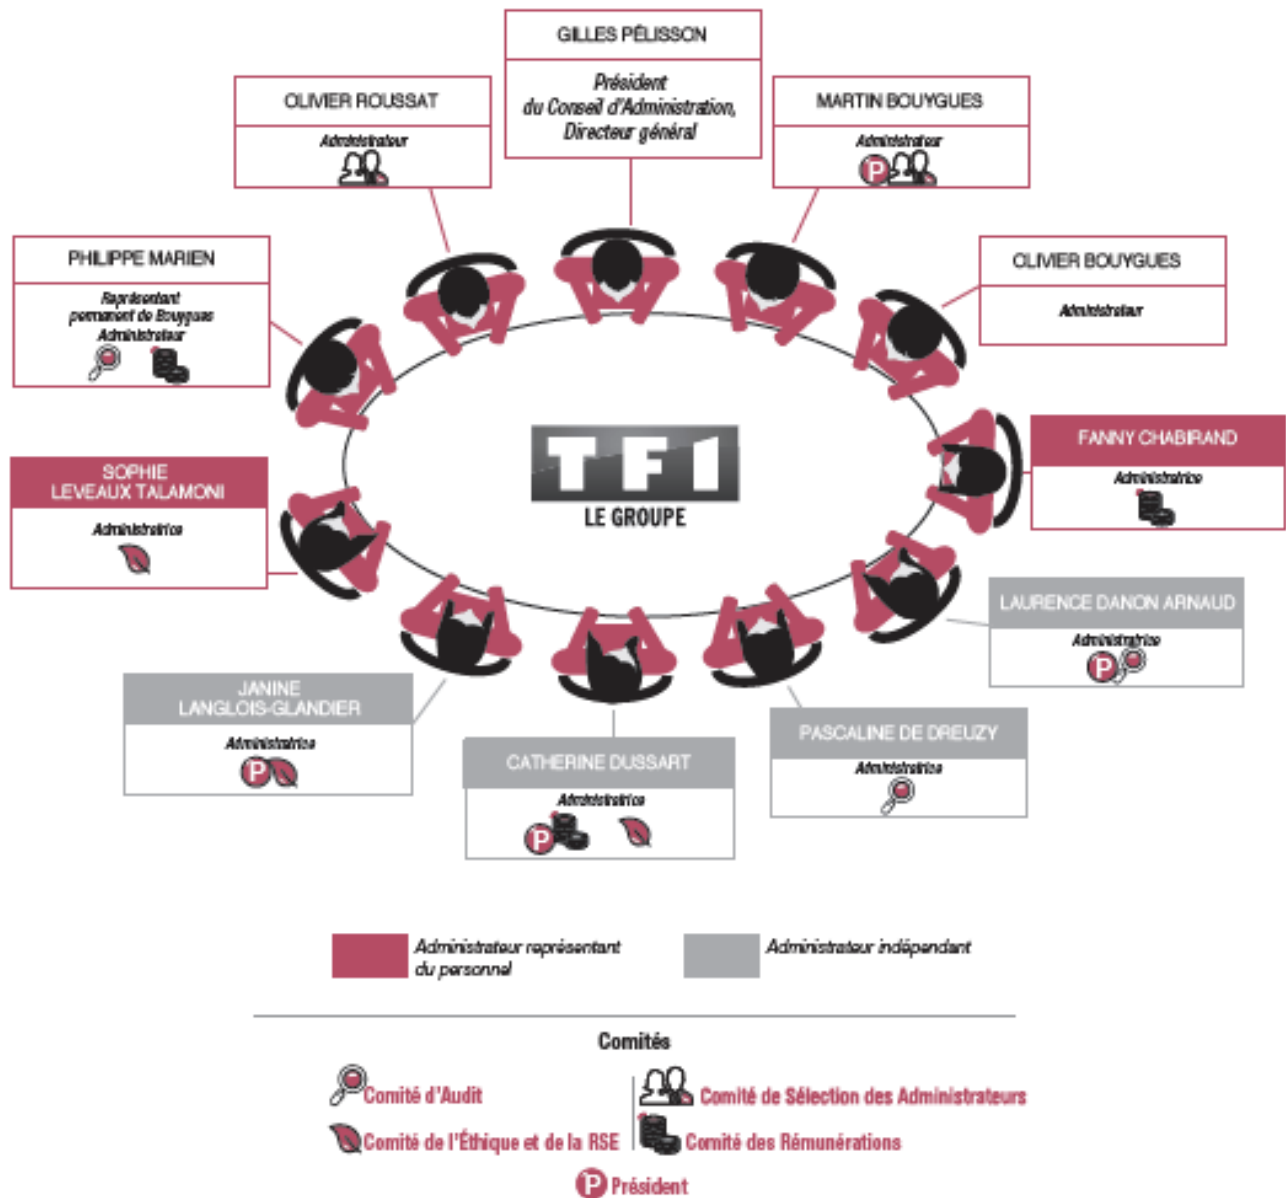 GILLES PÉLISSON
Président
du Conseil d'Administration,
Directeur général
OLIVIER ROUSSAT
Administrateur
MARTIN BOUYGUES
Administrateur
P
PHILIPPE MARIEN
Représentant
permanent de Bouygues
Administrateur
OLIVIER BOUYGUES
Administrateur
FANNY CHABIRAND
Administratrice
SOPHIE
LEVEAUX TALAMONI
Administratrice
TF1
LE GROUPE
LAURENCE DANON ARNAUD
Administratrice
P
JANINE
LANGLOIS-GLANDIER
Administratrice
P
CATHERINE DUSSART
Administratrice
P
PASCALINE DE DREUZY
Administratrice
Administrateur représentant
du personnel
Administrateur indépendant
Comités
Comité d'Audit
Comité de Sélection des Administrateurs
Comité de l'Éthique et de la RSE
Comité des Rémunérations
P Président